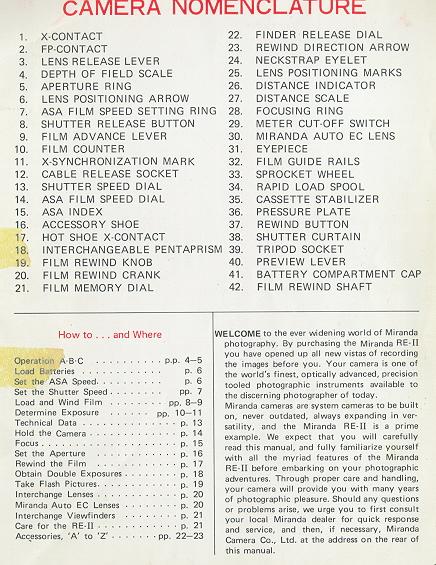 CAMERA NOMENCLATURE
1. X-CONTACT
2. FP-CONTACT
3. LENS RELEASE LEVER
4. DEPTH OF FIELD SCALE
5. APERTURE RING
6. LENS POSITIONING ARROW
7. ASA FILM SPEED SETTING RING
8. SHUTTER RELEASE BUTTON
9. FILM ADVANCE LEVER
10. FILM COUNTER
11. X-SYNCHRONIZATION MARK
12. CABLE RELEASE SOCKET
13. SHUTTER SPEED DIAL
14. ASA FILM SPEED DIAL
15. ASA INDEX
16. ACCESSORY SHOE
17. HOT SHOE X-CONTACT
18. INTERCHANGEABLE PENTAPRISM
19. FILM REWIND KNOB
20. FILM REWIND CRANK
21. FILM MEMORY DIAL
22. FINDER RELEASE DIAL
23. REWIND DIRECTION ARROW
24. NECKSTRAP EYELET
25. LENS POSITIONING MARKS
26. DISTANCE INDICATOR
27. DISTANCE SCALE
28. FOCUSING RING
29. METER CUT-OFF SWITCH
30. MIRANDA AUTO EC LENS
31. EYEPIECE
32. FILM GUIDE RAILS
33. SPROCKET WHEEL
34. RAPID LOAD SPOOL
35. CASSETTE STABILIZER
36. PRESSURE PLATE
37. REWIND BUTTON
38. SHUTTER CURTAIN
39. TRIPOD SOCKET
40. PREVIEW LEVER
41. BATTERY COMPARTMENT CAP
42. FILM REWIND SHAFT
How to . . . and Where
Operation A·B·C . . . . . . . . . . p.p. 4–5
Load Batteries . . . . . . . . . . . p. 6
Set the ASA Speed. . . . . . . . . . p. 6
Set the Shutter Speed . . . . . . . . pp. 7
Load and Wind Film . . . . . . . . pp. 8–9
Determine Exposure . . . . . . . pp. 10–11
Technical Data . . . . . . . . . . . p. 13
Hold the Camera . . . . . . . . . . p. 14
Focus . . . . . . . . . . . . . . . p. 15
Set the Aperture . . . . . . . . . . p. 16
Rewind the Film . . . . . . . . . . p. 17
Obtain Double Exposures . . . . . . p. 18
Take Flash Pictures . . . . . . . . . p. 19
Interchange Lenses . . . . . . . . . p. 20
Miranda Auto EC Lenses . . . . . . . p. 20
Interchange Viewfinders . . . . . . . p. 21
Care for the RE-II . . . . . . . . . . p. 21
Accessories, 'A' to 'Z' . . . . . . pp. 22–23
WELCOME to the ever widening world of Miranda
photography. By purchasing the Miranda RE-II
you have opened up all new vistas of recording
the images before you. Your camera is one of
the world's finest, optically advanced, precision
tooled photographic instruments available to
the discerning photographer of today.
Miranda cameras are system cameras to be built
on, never outdated, always expanding in ver-
satility, and the Miranda RE-II is a prime
example. We expect that you will carefully
read this manual, and fully familiarize yourself
with all the myriad features of the Miranda
RE-II before embarking on your photographic
adventures. Through proper care and handling,
your camera will provide you with many years
of photographic pleasure. Should any questions
or problems arise, we urge you to first consult
your local Miranda dealer for quick response
and service, and then, if necessary, Miranda
Camera Co., Ltd. at the address on the rear of
this manual.